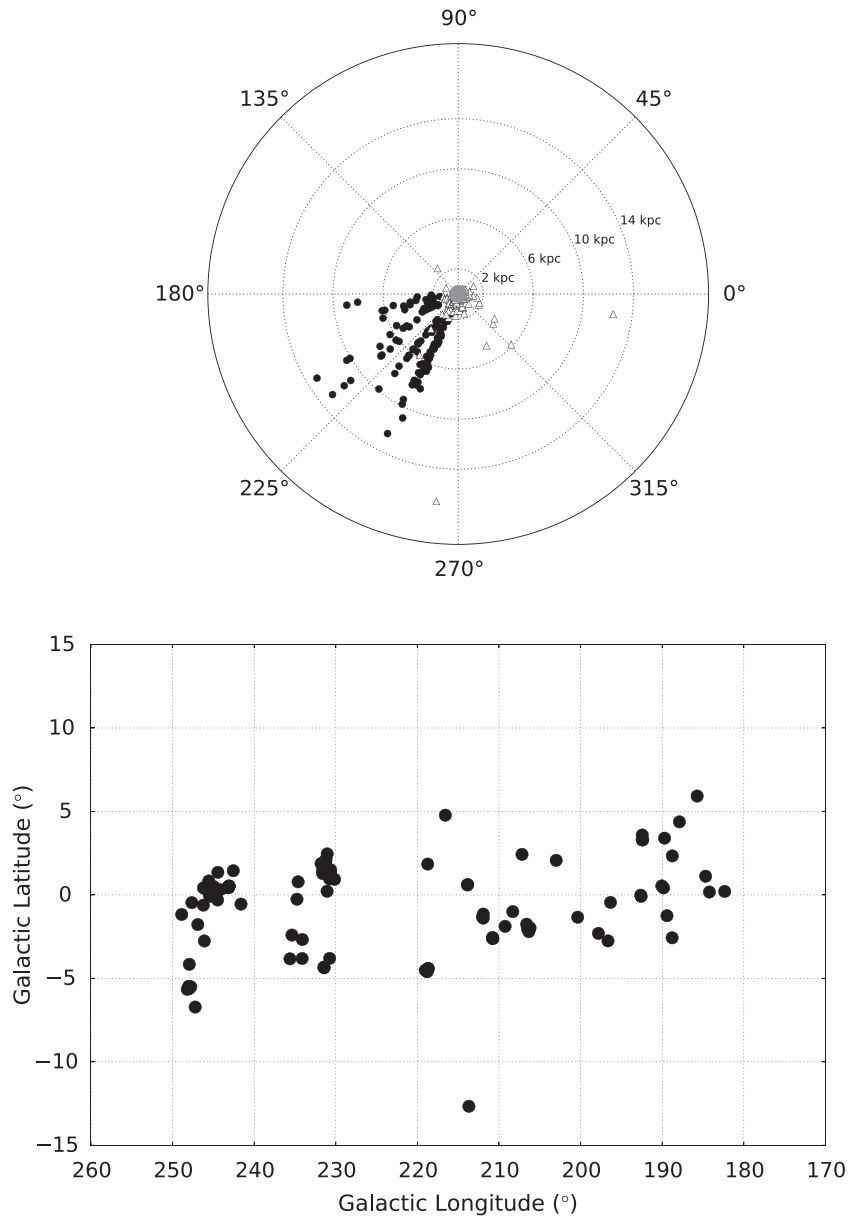 90°
135°
45°
14 kpc
10 kpc
6 kpc
2 kpc
180°
0°
225°
315°
270°
15
10
5
0
−5
−10
−15
Galactic Latitude (°)
260 250 240 230 220 210 200 190 180 170
Galactic Longitude (°)